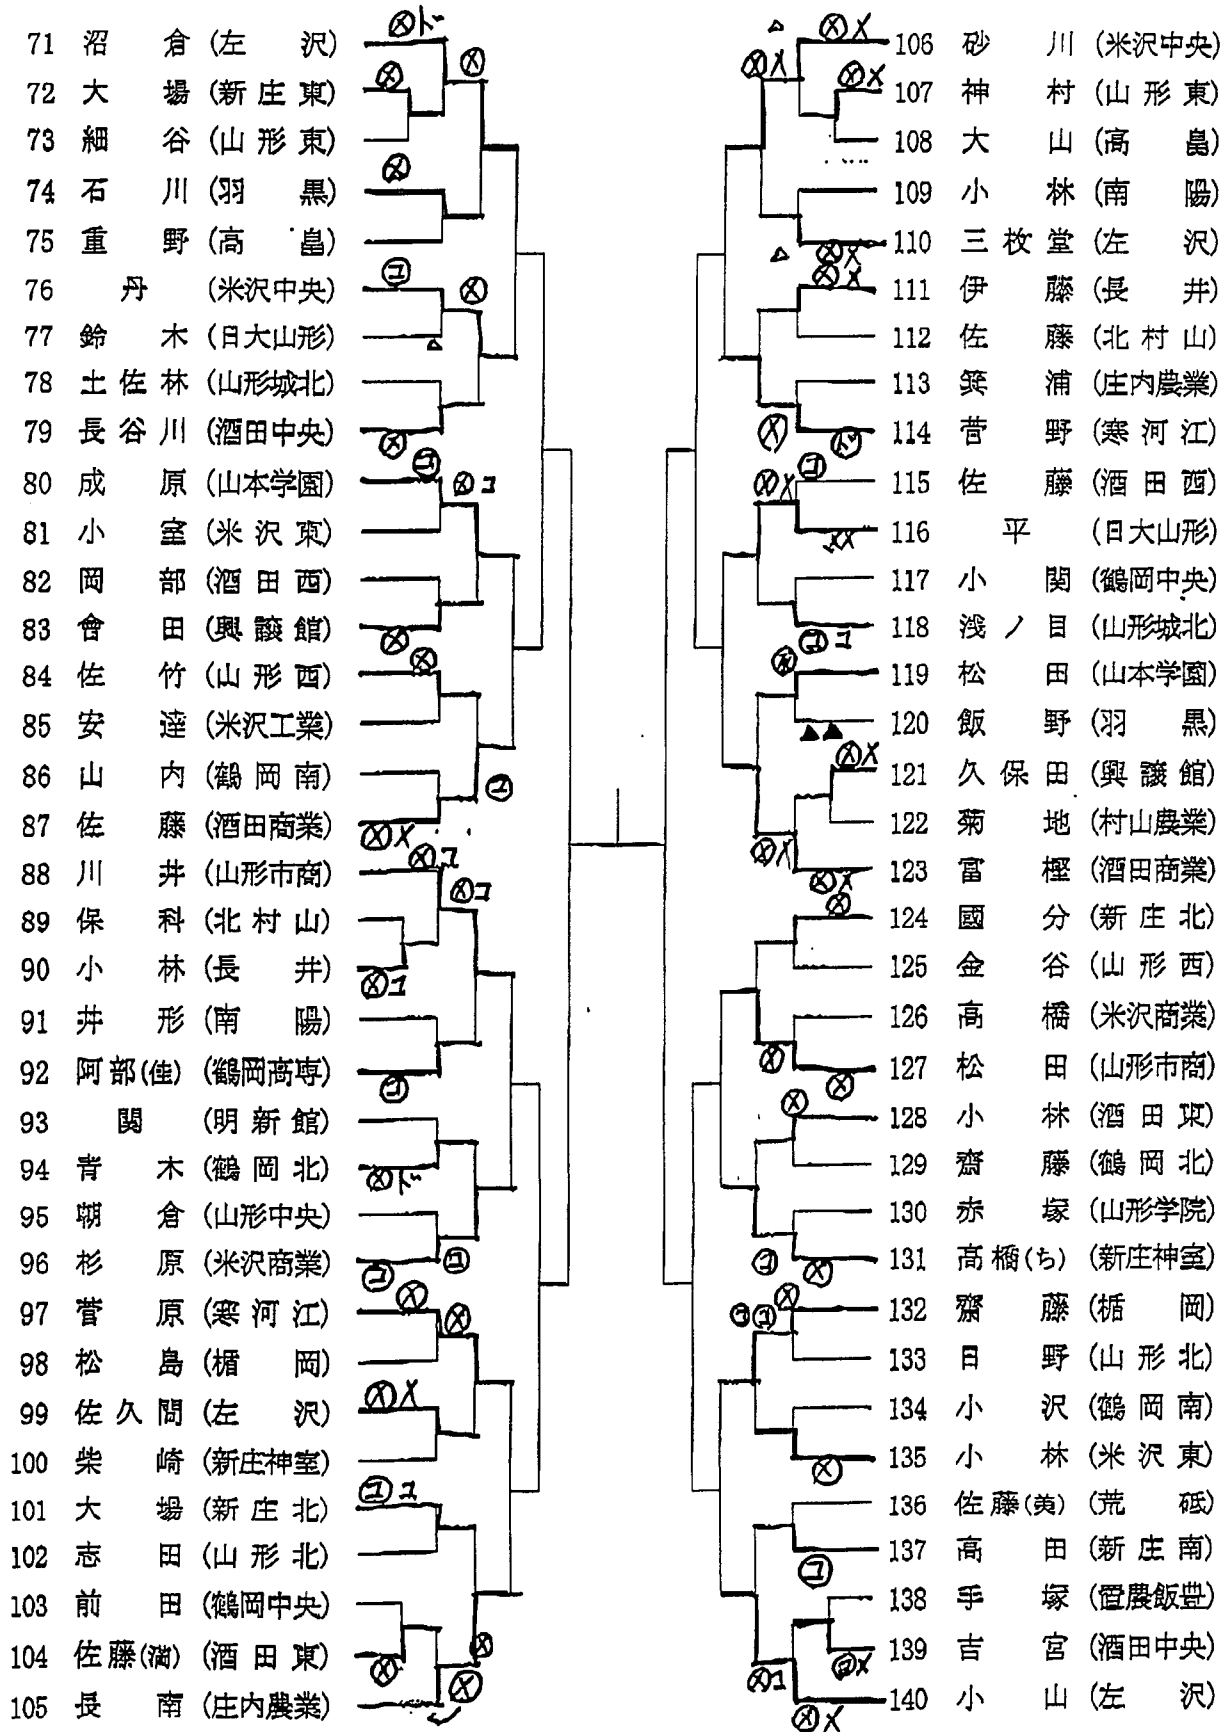 71 沼倉 (左沢)
72 大場 (新庄東)
73 細谷 (山形東)
74 石川 (羽黒)
75 重野 (高畠)
76 丹 (米沢中央)
77 鈴木 (日大山形)
78 土佐林 (山形城北)
79 長谷川 (酒田中央)
80 成原 (山本学園)
81 小室 (米沢東)
82 岡部 (酒田西)
83 會田 (興譲館)
84 佐竹 (山形西)
85 安達 (米沢工業)
86 山内 (鶴岡南)
87 佐藤 (酒田商業)
88 川井 (山形市商)
89 保科 (北村山)
90 小林 (長井)
91 井形 (南陽)
92 阿部(佳) (鶴岡高専)
93 関 (明新館)
94 青木 (鶴岡北)
95 朝倉 (山形中央)
96 杉原 (米沢商業)
97 菅原 (寒河江)
98 松島 (楯岡)
99 佐久間 (左沢)
100 柴崎 (新庄神室)
101 大場 (新庄北)
102 志田 (山形北)
103 前田 (鶴岡中央)
104 佐藤(満) (酒田東)
105 長南 (庄内農業)
106 砂川 (米沢中央)
107 神村 (山形東)
108 大山 (高畠)
109 小林 (南陽)
110 三枚堂 (左沢)
111 伊藤 (長井)
112 佐藤 (北村山)
113 箕浦 (庄内農業)
114 菅野 (寒河江)
115 佐藤 (酒田西)
116 平 (日大山形)
117 小関 (鶴岡中央)
118 浅ノ目 (山形城北)
119 松田 (山本学園)
120 飯野 (羽黒)
121 久保田 (興譲館)
122 菊地 (村山農業)
123 富樫 (酒田商業)
124 國分 (新庄北)
125 金谷 (山形西)
126 高橋 (米沢商業)
127 松田 (山形市商)
128 小林 (酒田東)
129 齋藤 (鶴岡北)
130 赤塚 (山形学院)
131 高橋(ち) (新庄神室)
132 齋藤 (楯岡)
133 日野 (山形北)
134 小沢 (鶴岡南)
135 小林 (米沢東)
136 佐藤(美) (荒砥)
137 高田 (新庄南)
138 手塚 (置農飯豊)
139 吉宮 (酒田中央)
140 小山 (左沢)